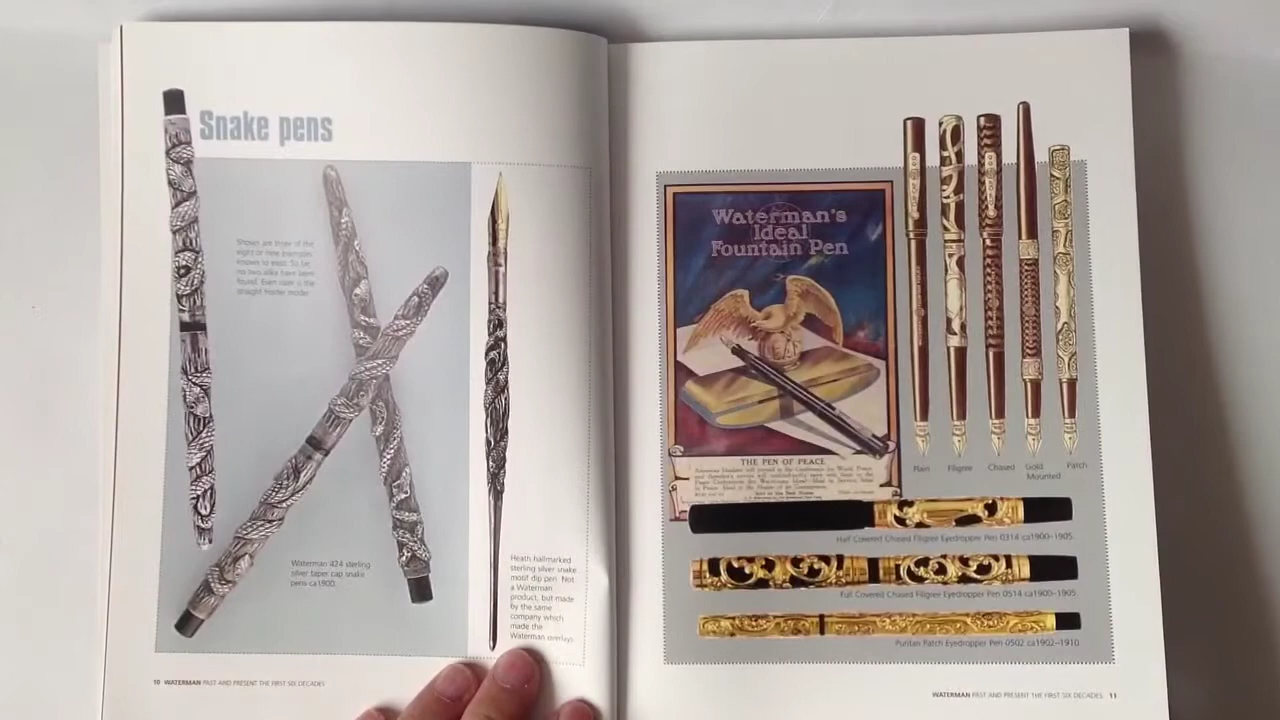 Snake pens
Shown are three of the
eight or nine examples
known to exist. So far
no two alike have been
found. Even rarer is the
straight feeder model
Waterman 424 sterling
silver taper cap snake
pens ca1900.
Heath hallmarked
sterling silver snake
motif dip pen. Not
a Waterman
product, but made
by the same
company which
made the
Waterman overlays.
10 WATERMAN PAST AND PRESENT THE FIRST SIX DECADES
Waterman's
Ideal
Fountain Pen
THE PEN OF PEACE
Plain
Filigree
Chased
Gold
Mounted
Patch
Half Covered Chased Filigree Eyedropper Pen 0314 ca1900–1905.
Full Covered Chased Filigree Eyedropper Pen 0514 ca1900–1905
Puritan Patch Eyedropper Pen 0502 ca1902–1910
WATERMAN PAST AND PRESENT THE FIRST SIX DECADES 11